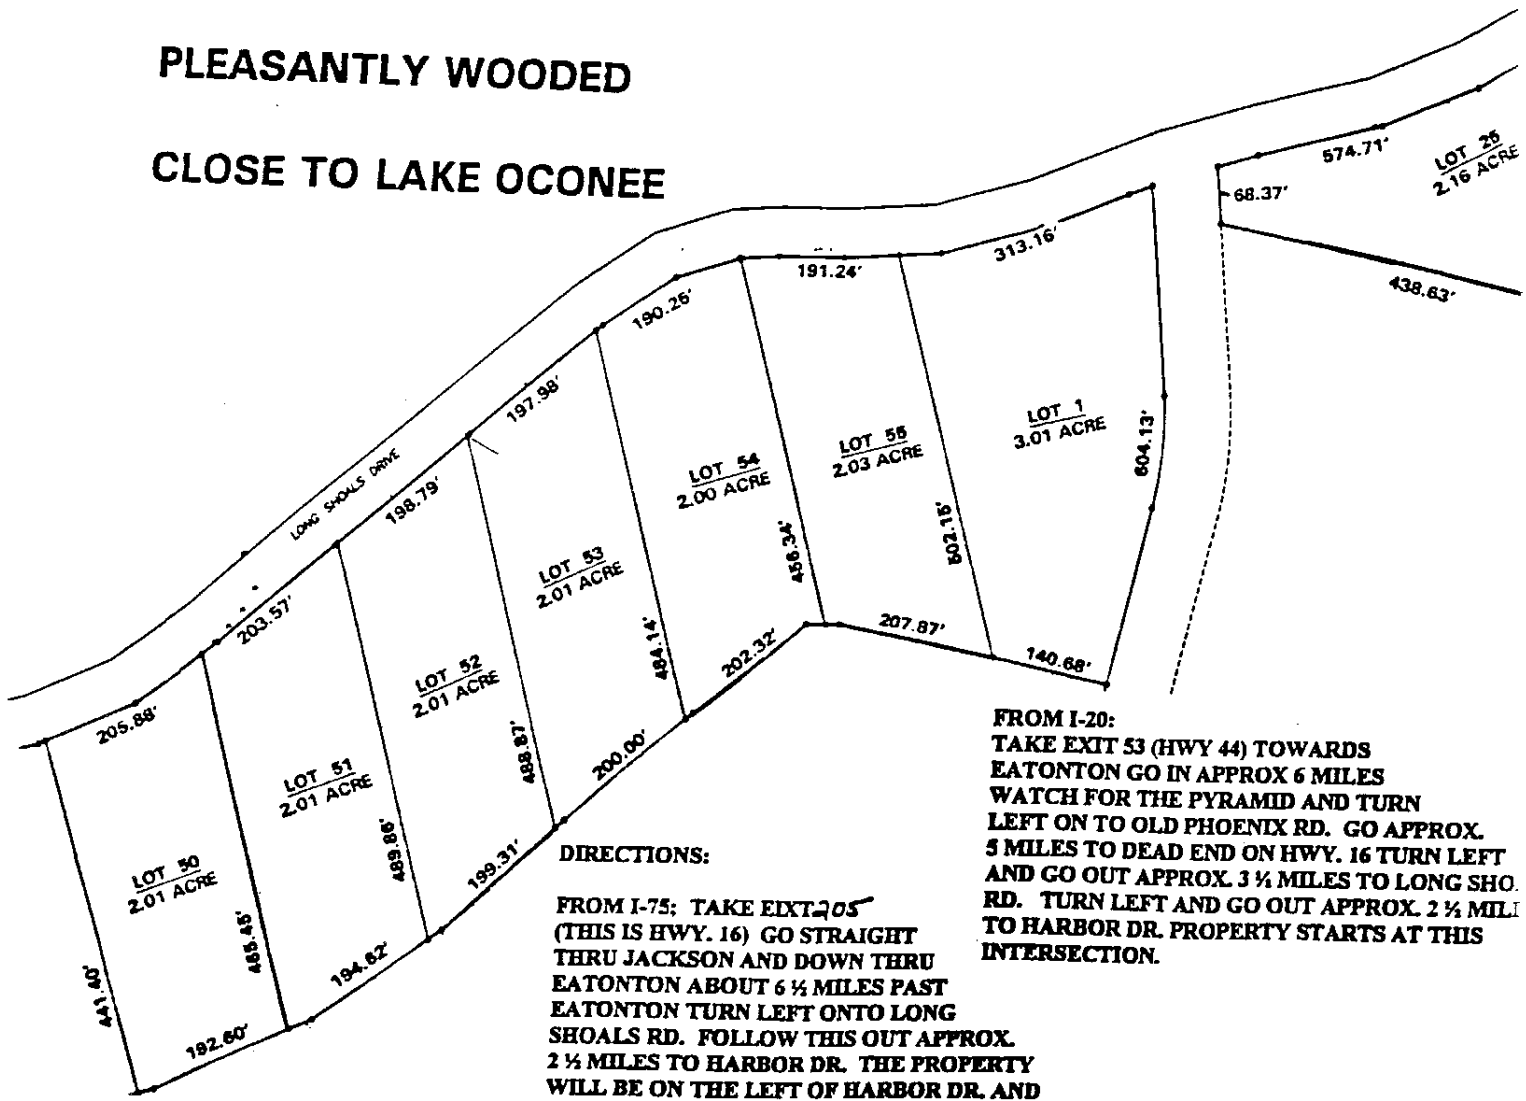 PLEASANTLY WOODED
CLOSE TO LAKE OCONEE
574.71'
LOT 25
2.16 ACRE
68.37'
438.63'
313.16'
191.24'
190.26'
197.98'
198.79'
LONG SHOALS DRIVE
203.57'
205.88'
LOT 1
3.01 ACRE
604.13'
LOT 55
2.03 ACRE
502.15'
LOT 54
2.00 ACRE
456.34'
LOT 53
2.01 ACRE
484.14'
LOT 52
2.01 ACRE
488.87'
LOT 51
2.01 ACRE
489.86'
LOT 50
2.01 ACRE
465.45'
441.40'
192.60'
194.62'
199.31'
200.00'
202.32'
207.87'
140.68'
FROM I-20:
TAKE EXIT 53 (HWY 44) TOWARDS
EATONTON GO IN APPROX 6 MILES
WATCH FOR THE PYRAMID AND TURN
LEFT ON TO OLD PHOENIX RD. GO APPROX.
5 MILES TO DEAD END ON HWY. 16 TURN LEFT
AND GO OUT APPROX. 3 ½ MILES TO LONG SHO
RD. TURN LEFT AND GO OUT APPROX. 2 ½ MIL
TO HARBOR DR. PROPERTY STARTS AT THIS
INTERSECTION.
DIRECTIONS:
FROM I-75; TAKE EIXT 205
(THIS IS HWY. 16) GO STRAIGHT
THRU JACKSON AND DOWN THRU
EATONTON ABOUT 6 ½ MILES PAST
EATONTON TURN LEFT ONTO LONG
SHOALS RD. FOLLOW THIS OUT APPROX.
2 ½ MILES TO HARBOR DR. THE PROPERTY
WILL BE ON THE LEFT OF HARBOR DR. AND